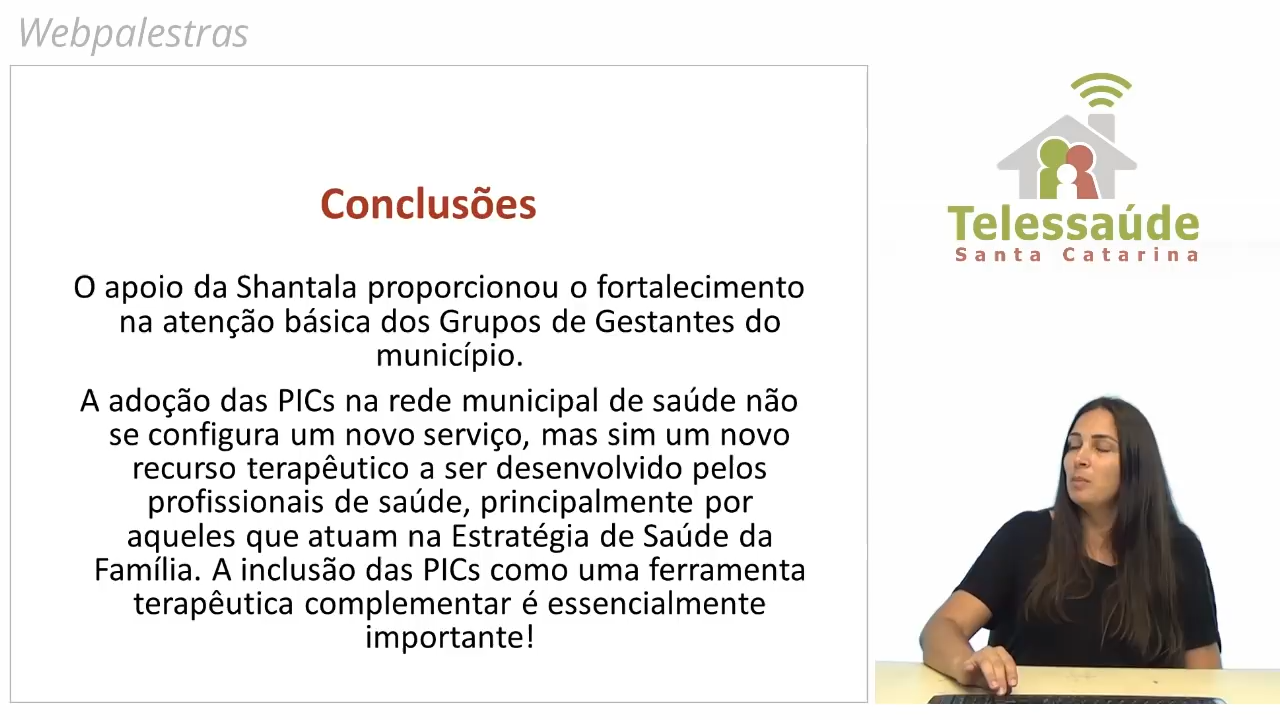 Webpalestras
Telessaúde
Santa Catarina
Conclusões
O apoio da Shantala proporcionou o fortalecimento
na atenção básica dos Grupos de Gestantes do
município.
A adoção das PICs na rede municipal de saúde não
se configura um novo serviço, mas sim um novo
recurso terapêutico a ser desenvolvido pelos
profissionais de saúde, principalmente por
aqueles que atuam na Estratégia de Saúde da
Família. A inclusão das PICs como uma ferramenta
terapêutica complementar é essencialmente
importante!